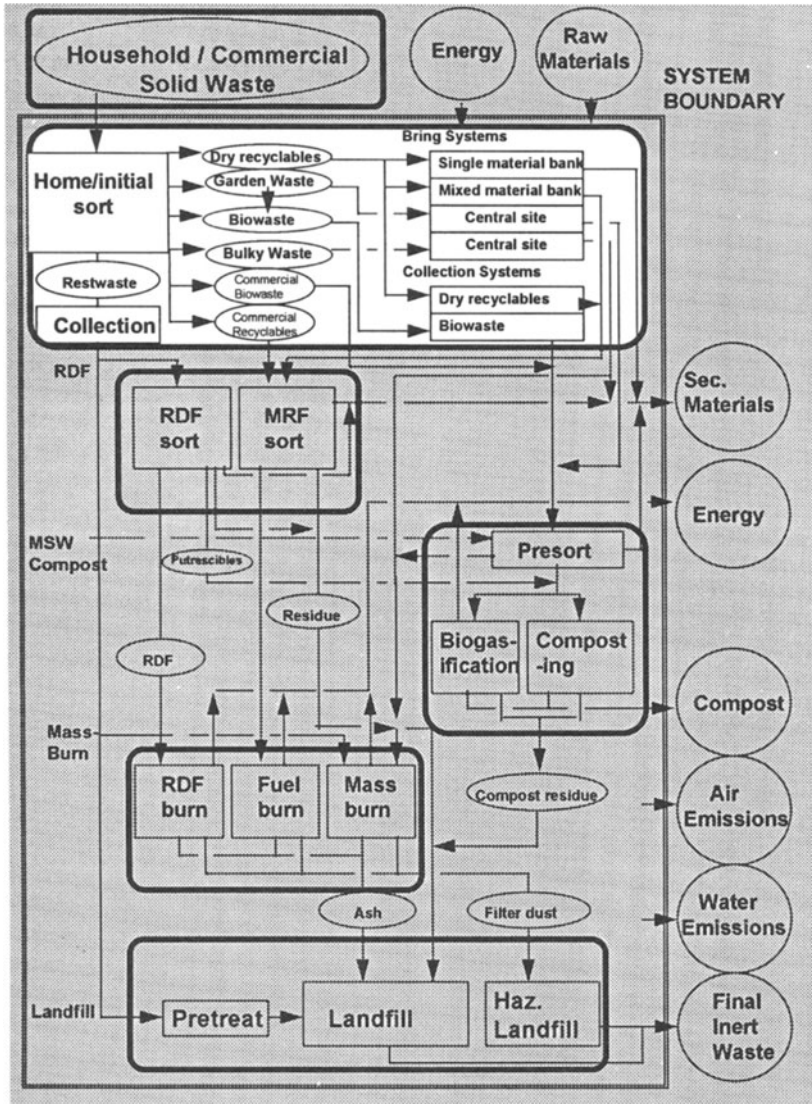 Household / Commercial
Solid Waste
Energy
Raw
Materials
SYSTEM
BOUNDARY
Bring Systems
Home/initial
sort
Dry recyclables
Garden Waste
Biowaste
Bulky Waste
Commercial
Biowaste
Commercial
Recyclables
Single material bank
Mixed material bank
Central site
Central site
Collection Systems
Dry recyclables
Biowaste
Restwaste
Collection
RDF
RDF
sort
MRF
sort
Sec.
Materials
Energy
MSW
Compost
Putrescibles
Presort
Residue
Biogas-
ification
Compost
-ing
RDF
Compost
Mass-
Burn
RDF
burn
Fuel
burn
Mass
burn
Compost residue
Air
Emissions
Ash
Filter dust
Water
Emissions
Landfill
Pretreat
Landfill
Haz.
Landfill
Final
Inert
Waste